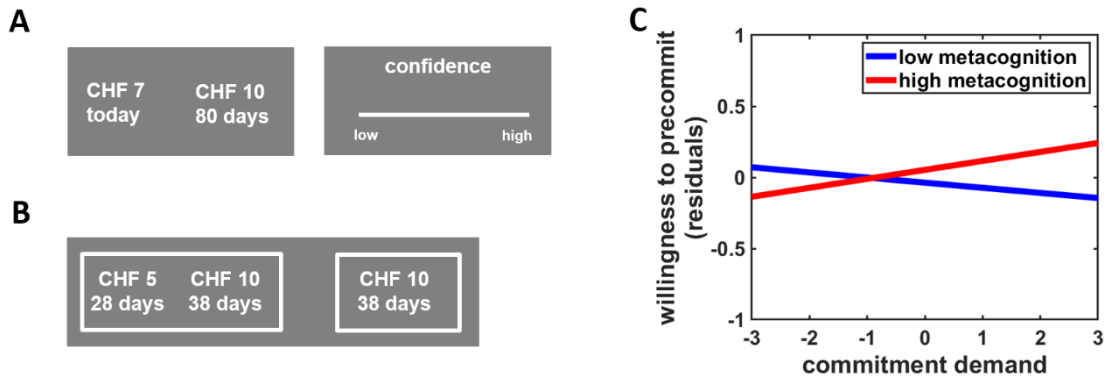 A
CHF 7
today
CHF 10
80 days
confidence
low
high
B
CHF 5
28 days
CHF 10
38 days
CHF 10
38 days
C
willingness to precommit
(residuals)
1
0.5
0
-0.5
-1
low metacognition
high metacognition
-3
-2
-1
0
1
2
3
commitment demand